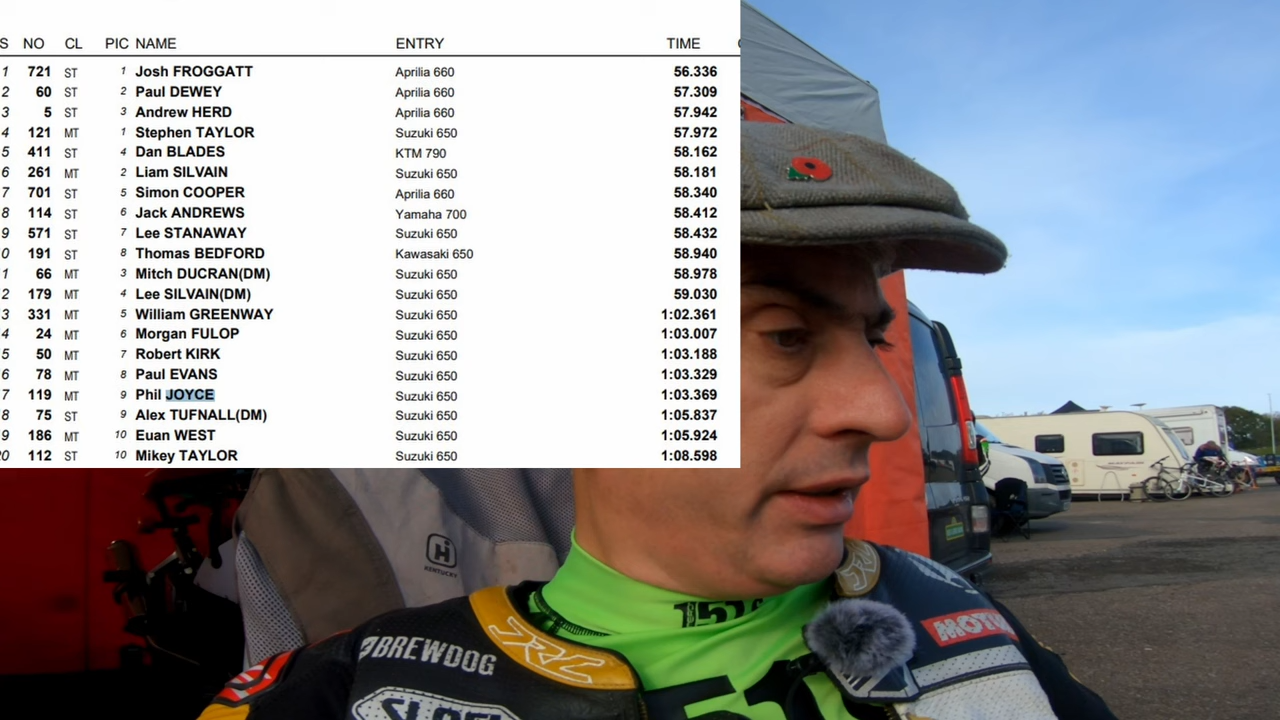 S NO CL PIC NAME ENTRY TIME
1 721 ST 1 Josh FROGGATT Aprilia 660 56.336
2 60 ST 2 Paul DEWEY Aprilia 660 57.309
3 5 ST 3 Andrew HERD Aprilia 660 57.942
4 121 MT 1 Stephen TAYLOR Suzuki 650 57.972
5 411 ST 4 Dan BLADES KTM 790 58.162
6 261 MT 2 Liam SILVAIN Suzuki 650 58.181
7 701 ST 5 Simon COOPER Aprilia 660 58.340
8 114 ST 6 Jack ANDREWS Yamaha 700 58.412
9 571 ST 7 Lee STANAWAY Suzuki 650 58.432
0 191 ST 8 Thomas BEDFORD Kawasaki 650 58.940
1 66 MT 3 Mitch DUCRAN(DM) Suzuki 650 58.978
2 179 MT 4 Lee SILVAIN(DM) Suzuki 650 59.030
3 331 MT 5 William GREENWAY Suzuki 650 1:02.361
4 24 MT 6 Morgan FULOP Suzuki 650 1:03.007
5 50 MT 7 Robert KIRK Suzuki 650 1:03.188
6 78 MT 8 Paul EVANS Suzuki 650 1:03.329
7 119 MT 9 Phil JOYCE Suzuki 650 1:03.369
8 75 ST 9 Alex TUFNALL(DM) Suzuki 650 1:05.837
9 186 MT 10 Euan WEST Suzuki 650 1:05.924
20 112 ST 10 Mikey TAYLOR Suzuki 650 1:08.598
H
KENTUCKY
BREWDOG